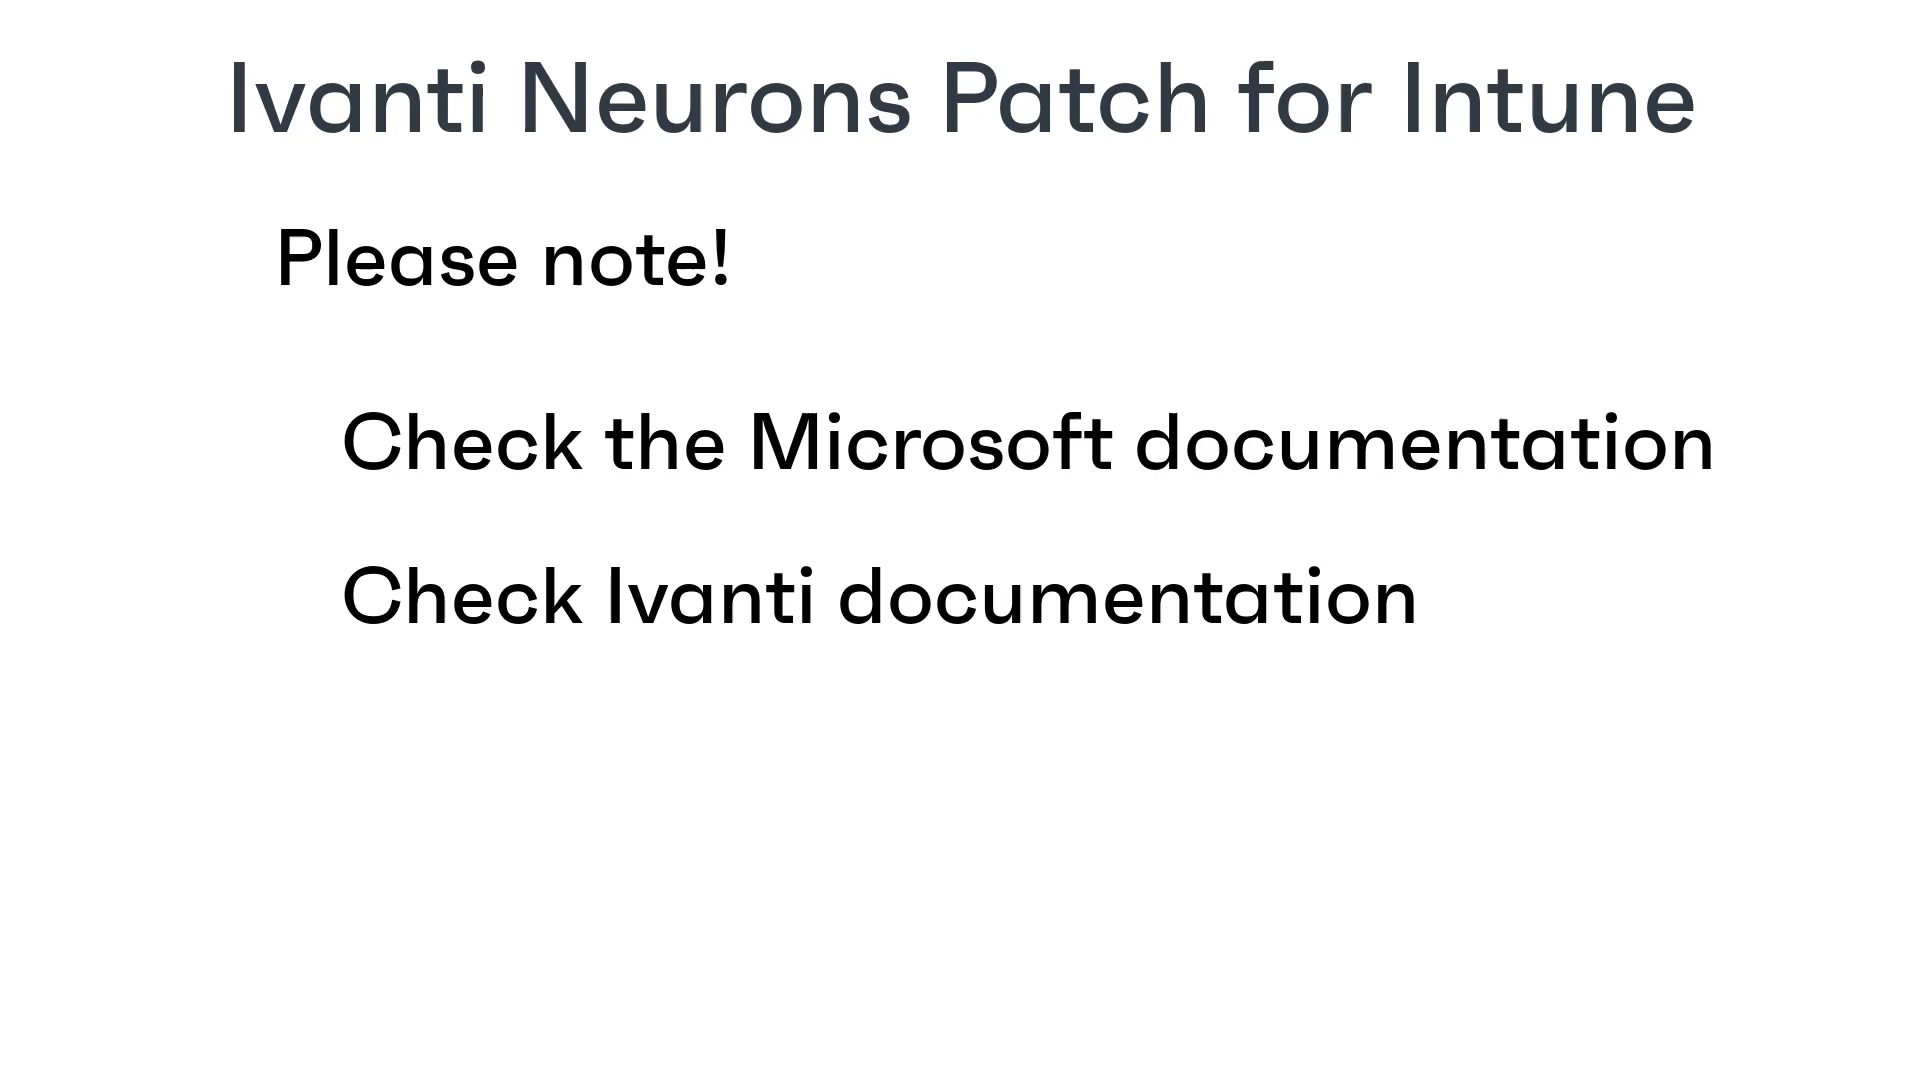 Ivanti Neurons Patch for Intune
Please note!
Check the Microsoft documentation
Check Ivanti documentation